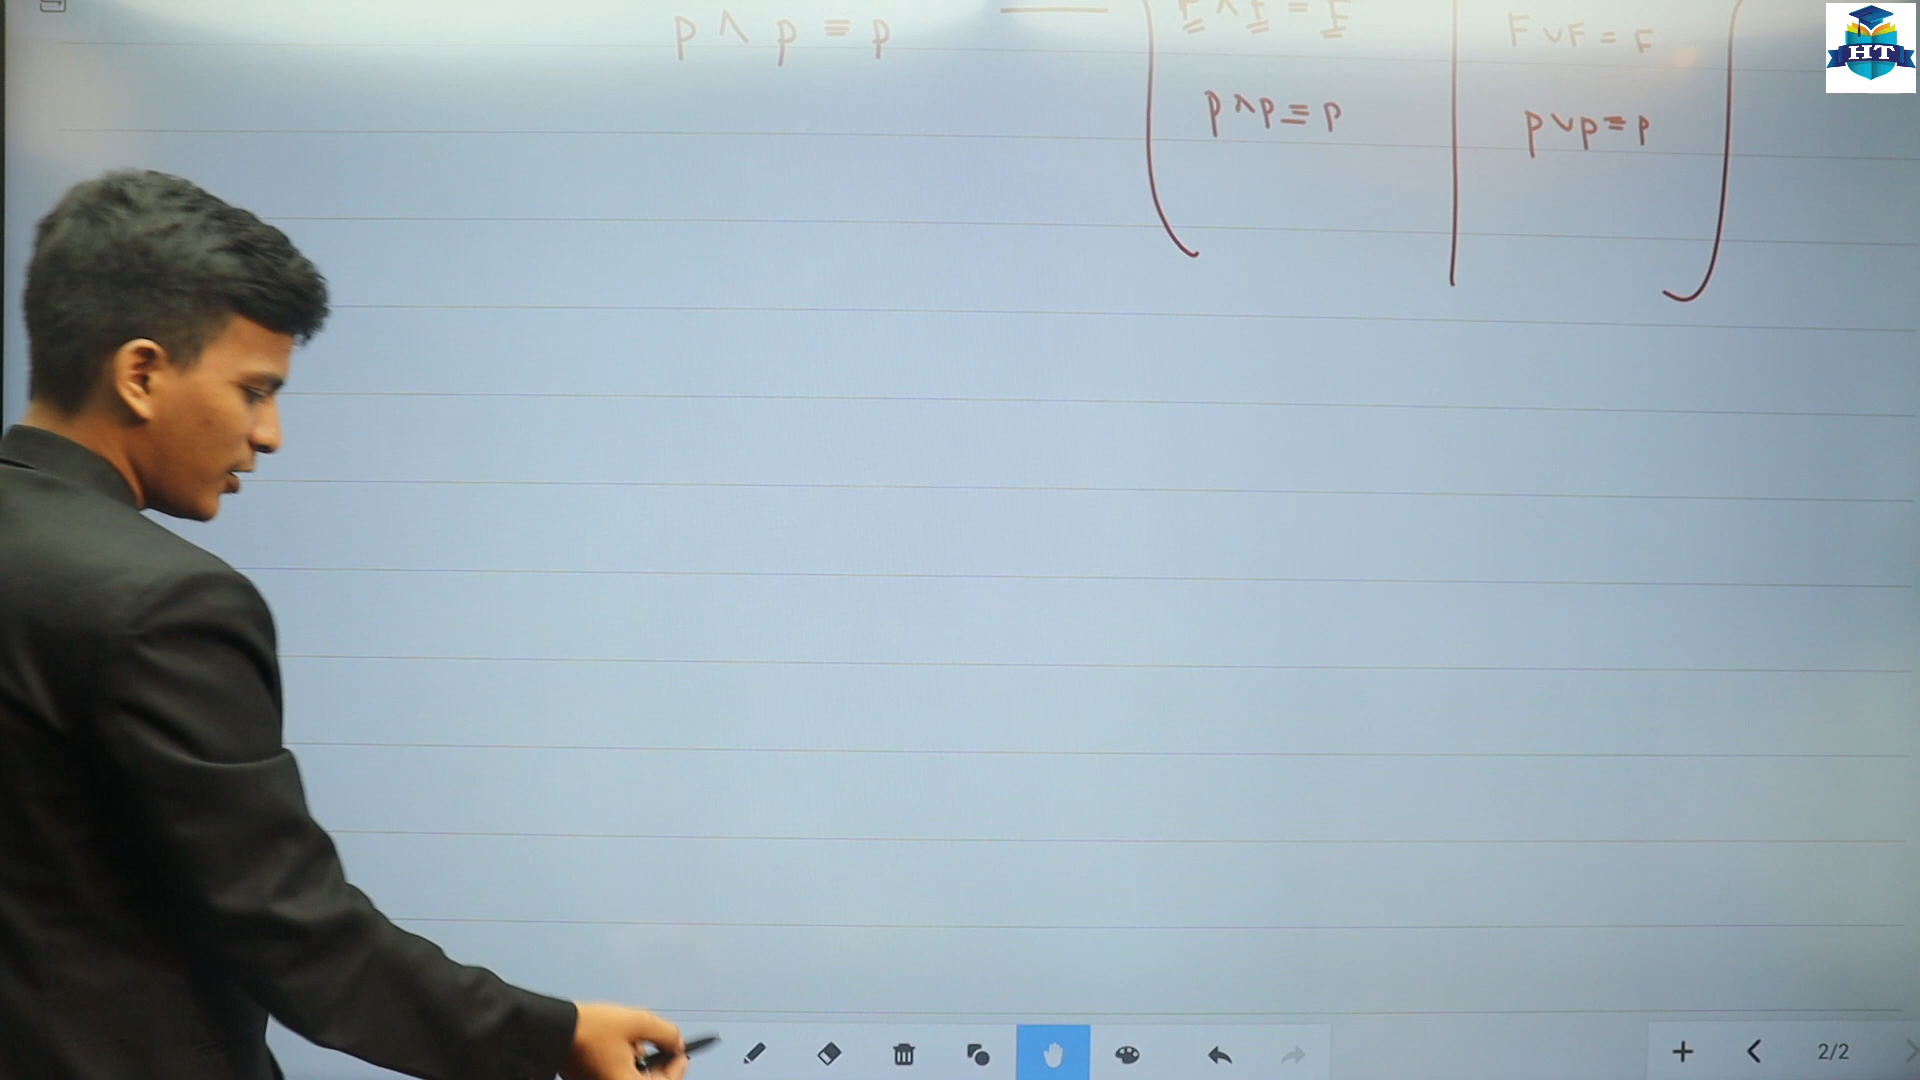 p ∧ p ≡ p
F ∧ F = F
F ∨ F = F
p ∧ p ≡ p
p ∨ p ≡ p
HT
2/2